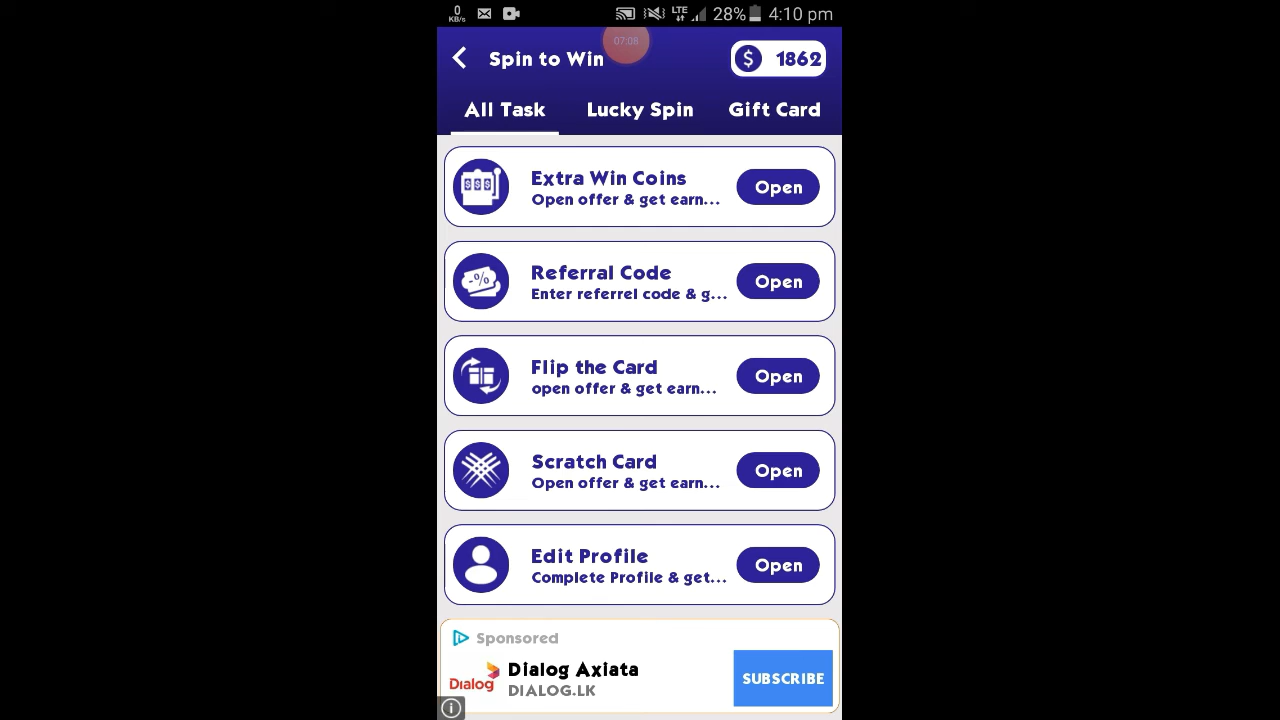 0 KB/s LTE 28% 4:10 pm
07:08
Spin to Win $ 1862
All Task Lucky Spin Gift Card
Extra Win Coins
Open offer & get earn...
Open
Referral Code
Enter referrel code & g...
Open
Flip the Card
open offer & get earn...
Open
Scratch Card
Open offer & get earn...
Open
Edit Profile
Complete Profile & get...
Open
Sponsored
Dialog
Dialog Axiata
DIALOG.LK
SUBSCRIBE